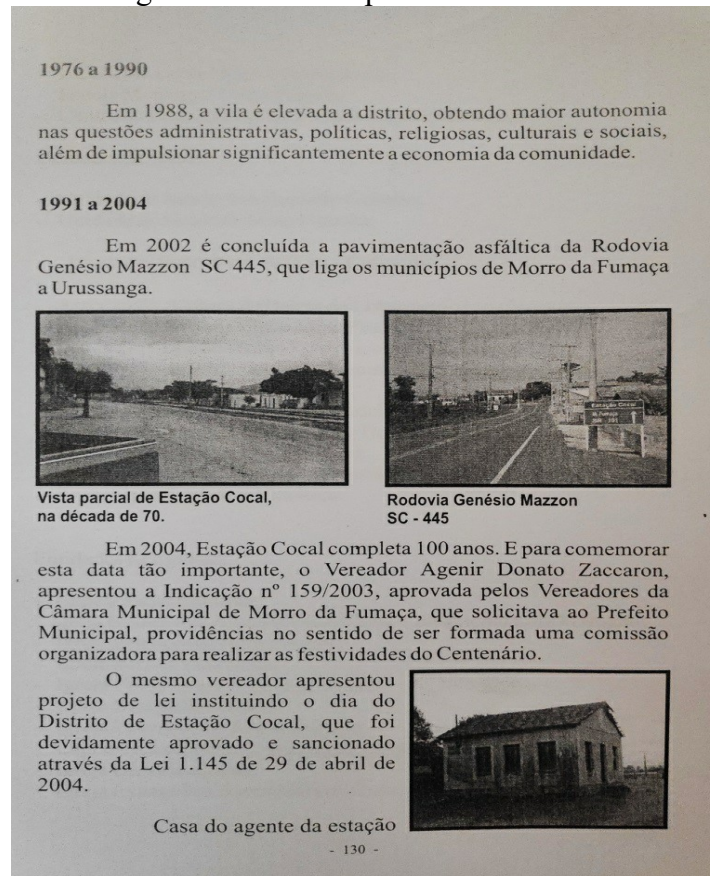 1976 a 1990
Em 1988, a vila é elevada a distrito, obtendo maior autonomia
nas questões administrativas, políticas, religiosas, culturais e sociais,
além de impulsionar significantemente a economia da comunidade.
1991 a 2004
Em 2002 é concluída a pavimentação asfáltica da Rodovia
Genésio Mazzon SC 445, que liga os municípios de Morro da Fumaça
a Urussanga.
Estação Cocal
Vista parcial de Estação Cocal,
na década de 70.
Rodovia Genésio Mazzon
SC - 445
Em 2004, Estação Cocal completa 100 anos. E para comemorar
esta data tão importante, o Vereador Agenir Donato Zaccaron,
apresentou a Indicação nº 159/2003, aprovada pelos Vereadores da
Câmara Municipal de Morro da Fumaça, que solicitava ao Prefeito
Municipal, providências no sentido de ser formada uma comissão
organizadora para realizar as festividades do Centenário.
O mesmo vereador apresentou
projeto de lei instituindo o dia do
Distrito de Estação Cocal, que foi
devidamente aprovado e sancionado
através da Lei 1.145 de 29 de abril de
2004.
Casa do agente da estação
- 130 -